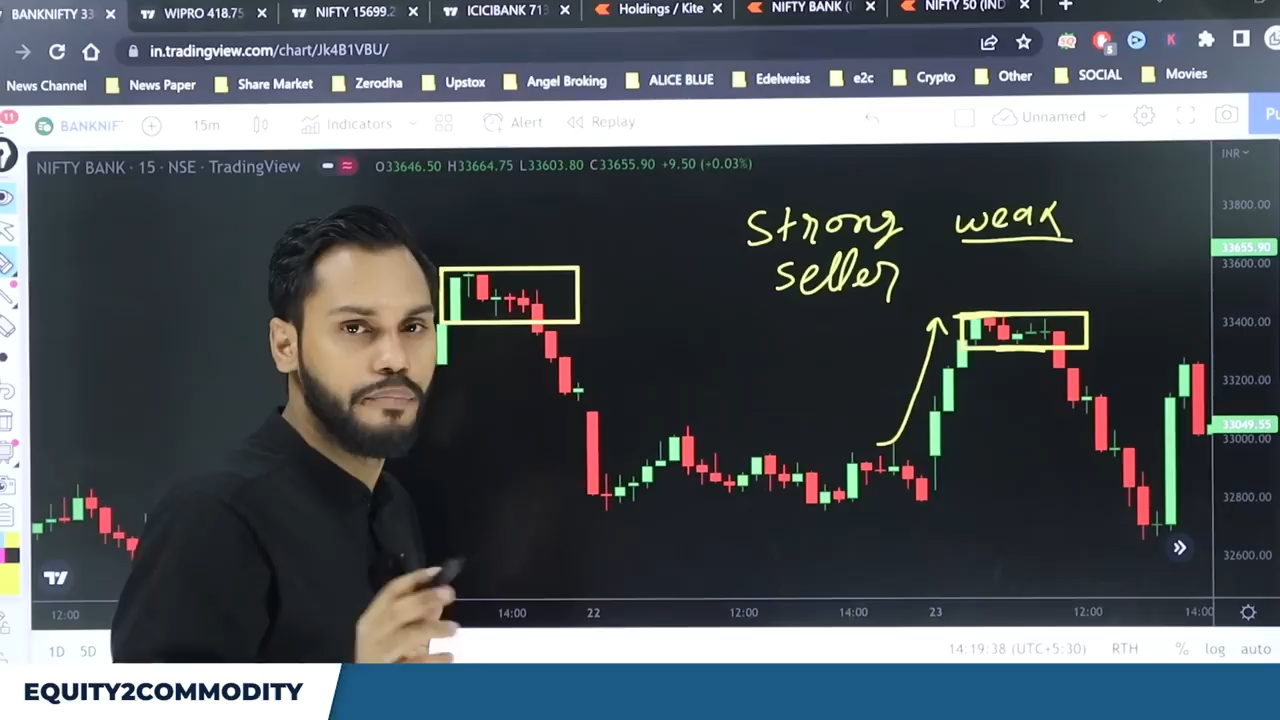 BANKNIFTY 33
WIPRO 418.75
NIFTY 15699.2
ICICIBANK 713
Holdings / Kite
NIFTY BANK (
NIFTY 50 (IND
in.tradingview.com/chart/Jk4B1VBU/
News Channel
News Paper
Share Market
Zerodha
Upstox
Angel Broking
ALICE BLUE
Edelweiss
e2c
Crypto
Other
SOCIAL
Movies
11
BANKNIF
15m
Indicators
Alert
Replay
Unnamed
Pu
NIFTY BANK · 15 · NSE · TradingView
O33646.50 H33664.75 L33603.80 C33655.90 +9.50 (+0.03%)
INR
Strong weak
seller
33800.00
33655.90
33600.00
33400.00
33200.00
33049.55
33000.00
32800.00
32600.00
12:00
14:00
22
12:00
14:00
23
12:00
14:00
1D
5D
14:19:38 (UTC+5:30)
RTH
%
log
auto
EQUITY2COMMODITY